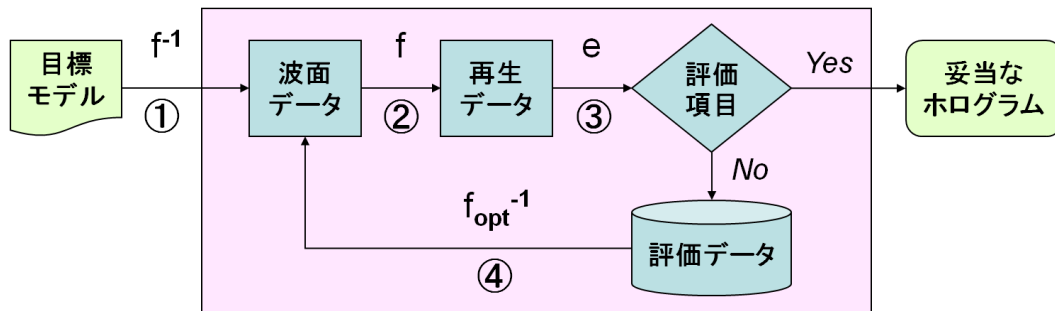 目標
モデル
f-1
①
波面
データ
f
②
再生
データ
e
③
評価
項目
Yes
妥当な
ホログラム
No
評価データ
fopt-1
④